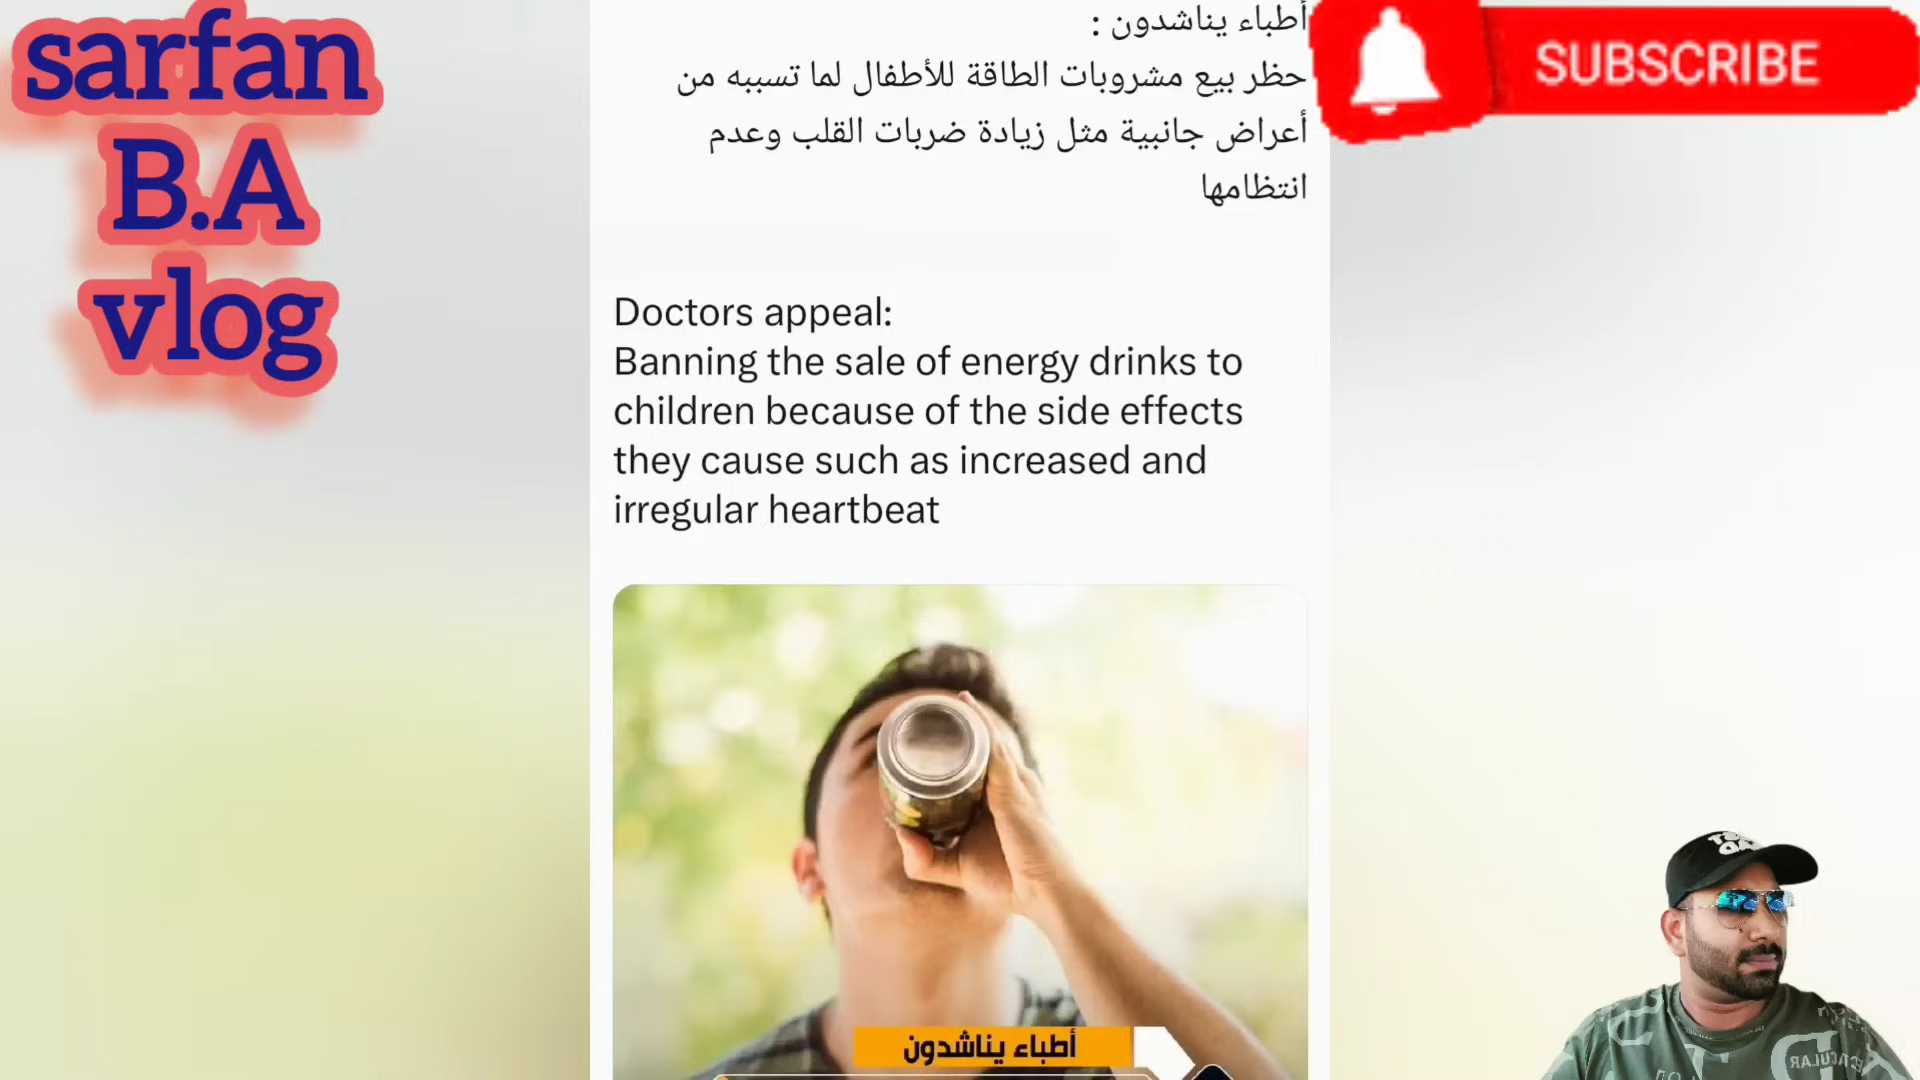 sarfan
B.A
vlog
أطباء يناشدون :
حظر بيع مشروبات الطاقة للأطفال لما تسببه من
أعراض جانبية مثل زيادة ضربات القلب وعدم
انتظامها
SUBSCRIBE
Doctors appeal:
Banning the sale of energy drinks to
children because of the side effects
they cause such as increased and
irregular heartbeat
أطباء يناشدون